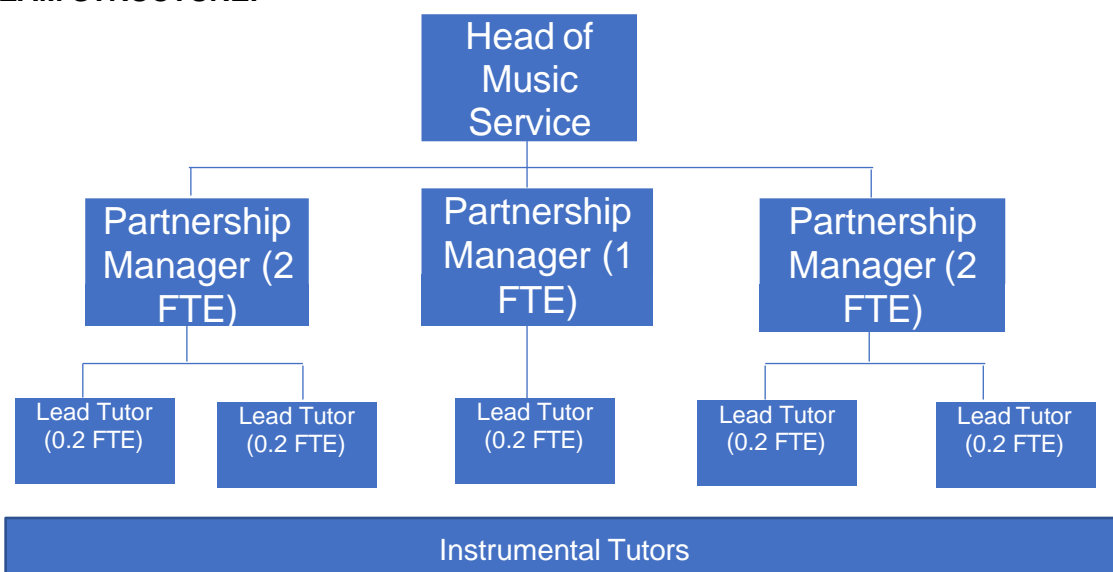 Head of
Music
Service
Partnership
Manager (2
FTE)
Partnership
Manager (1
FTE)
Partnership
Manager (2
FTE)
Lead Tutor
(0.2 FTE)
Lead Tutor
(0.2 FTE)
Lead Tutor
(0.2 FTE)
Lead Tutor
(0.2 FTE)
Lead Tutor
(0.2 FTE)
Instrumental Tutors